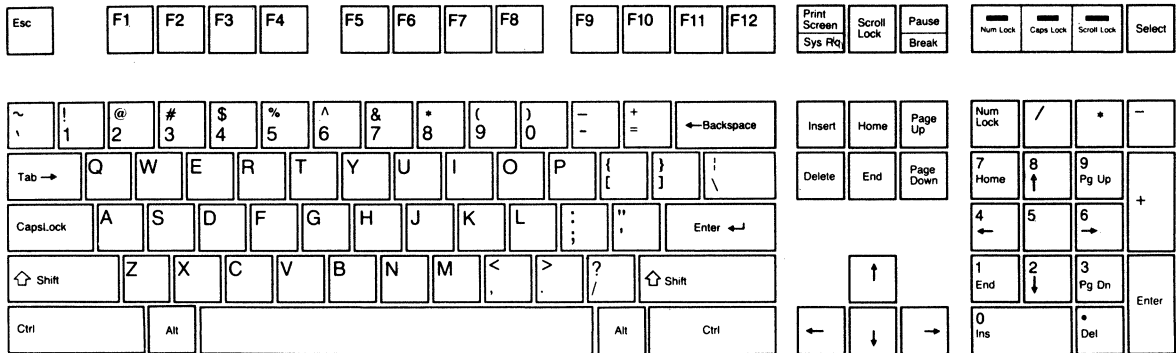 Esc F1 F2 F3 F4 F5 F6 F7 F8 F9 F10 F11 F12 Print Screen Sys Rq Scroll Lock Pause Break Num Lock Caps Lock Scroll Lock Select
~ ` ! 1 @ 2 # 3 $ 4 % 5 ^ 6 & 7 * 8 ( 9 ) 0 — - + = ←Backspace Insert Home Page Up Num Lock / * —
Tab → Q W E R T Y U I O P { [ } ] ¦ \ Delete End Page Down 7 Home 8 ↑ 9 Pg Up +
CapsLock A S D F G H J K L : ; " ' Enter ↵ 4 ← 5 6 →
⇧ Shift Z X C V B N M < , > . ? / ⇧ Shift ↑ 1 End 2 ↓ 3 Pg Dn Enter
Ctrl Alt Alt Ctrl ← ↓ → 0 Ins • Del